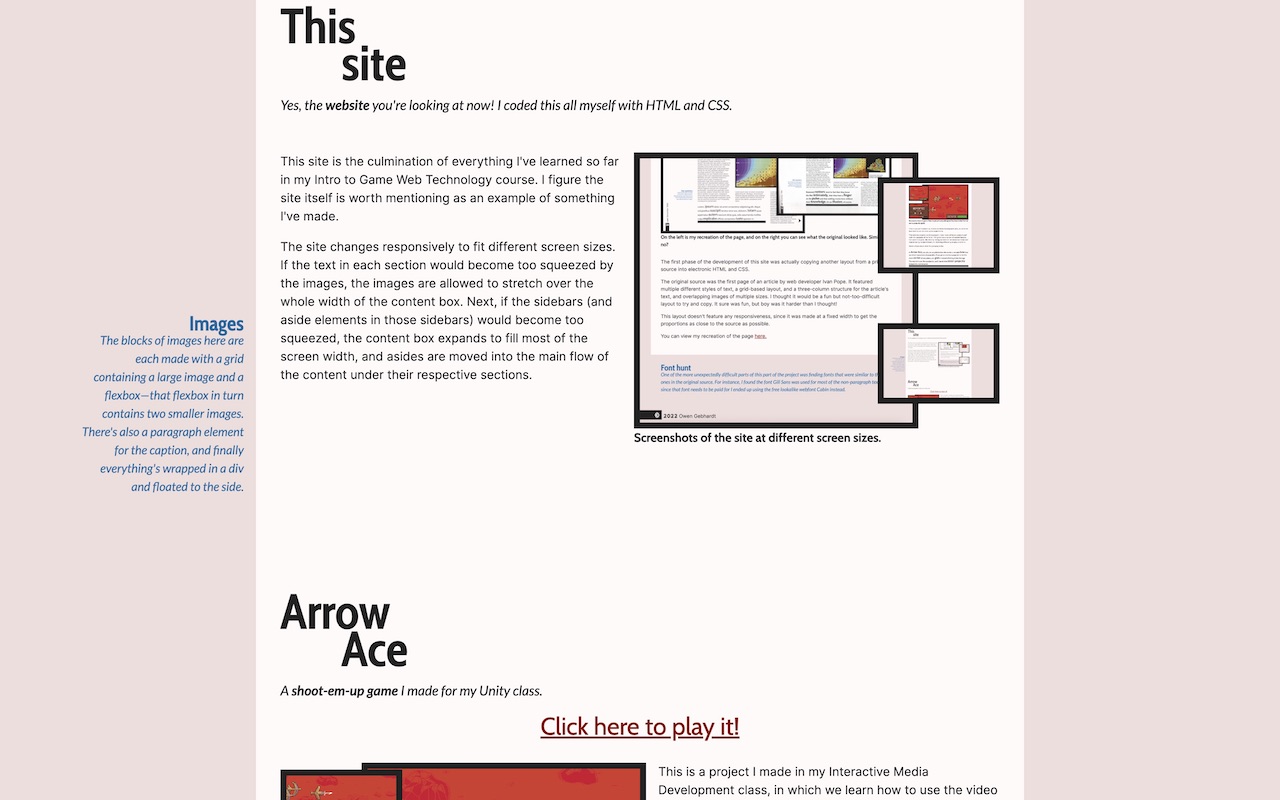 This
site
Yes, the website you're looking at now! I coded this all myself with HTML and CSS.
This site is the culmination of everything I've learned so far
in my Intro to Game Web Technology course. I figure the
site itself is worth mentioning as an example of something
I've made.
The site changes responsively to fit different screen sizes.
If the text in each section would become too squeezed by
the images, the images are allowed to stretch over the
whole width of the content box. Next, if the sidebars (and
aside elements in those sidebars) would become too
squeezed, the content box expands to fill most of the
screen width, and asides are moved into the main flow of
the content under their respective sections.
Images
The blocks of images here are
each made with a grid
containing a large image and a
flexbox—that flexbox in turn
contains two smaller images.
There's also a paragraph element
for the caption, and finally
everything's wrapped in a div
and floated to the side.
On the left is my recreation of the page, and on the right you can see what the original looked like.
no?
The first phase of the development of this site was actually copying another layout from a
source into electronic HTML and CSS.
The original source was the first page of an article by web developer Ivan Pope. It featured
multiple different styles of text, a grid-based layout, and a three-column structure for the article's
text, and overlapping images of multiple sizes. I thought it would be a fun but not-too-difficult
layout to try and copy. It sure was fun, but boy was it harder than I thought!
This layout doesn't feature any responsiveness, since it was made at a fixed width to get the
proportions as close to the source as possible.
You can view my recreation of the page here.
Font hunt
One of the more unexpectedly difficult parts of this part of the project was finding fonts that were similar to
ones in the original source. For instance, I found the font Gill Sans was used for most of the non-paragraph
since that font needs to be paid for I ended up using the free lookalike webfont Cabin instead.
2022 Owen Gebhardt
Screenshots of the site at different screen sizes.
Arrow
Ace
A shoot-em-up game I made for my Unity class.
Click here to play it!
This is a project I made in my Interactive Media
Development class, in which we learn how to use the video